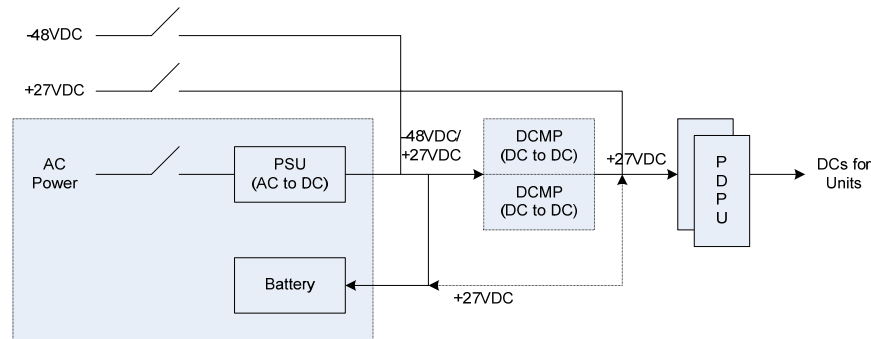 -48VDC
+27VDC
AC
Power
PSU
(AC to DC)
-48VDC/
+27VDC
DCMP
(DC to DC)
DCMP
(DC to DC)
+27VDC
P
D
P
U
DCs for
Units
Battery
+27VDC